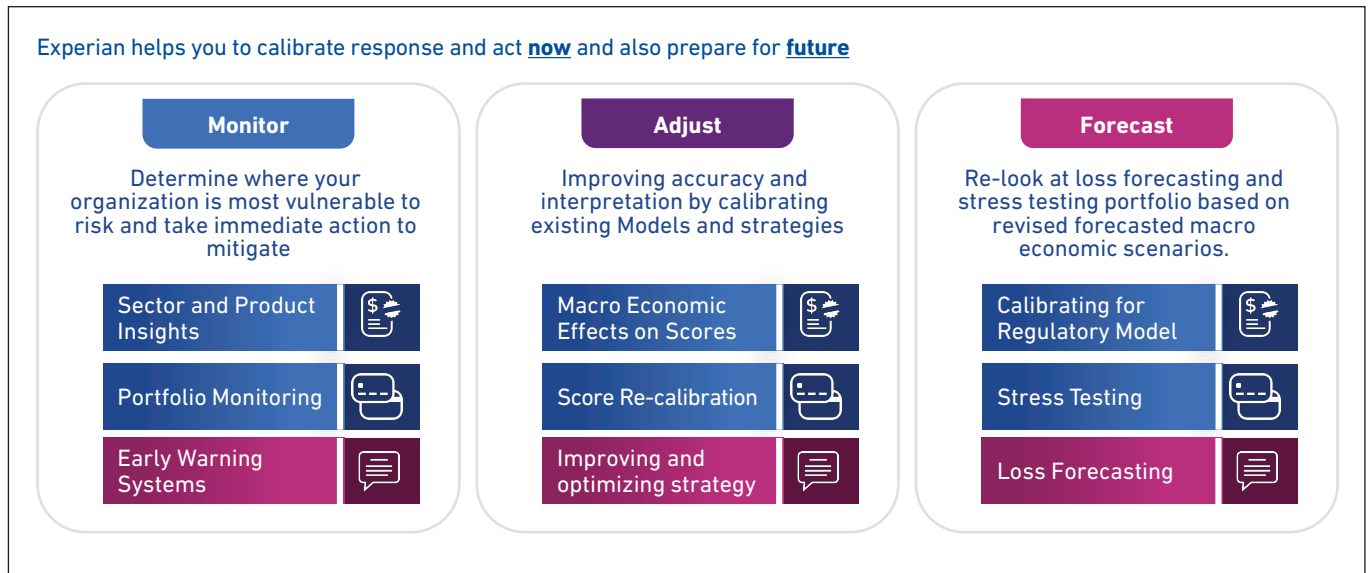 Experian helps you to calibrate response and act now and also prepare for future
Monitor
Determine where your
organization is most vulnerable to
risk and take immediate action to
mitigate
Sector and Product
Insights
Portfolio Monitoring
Early Warning
Systems
Adjust
Improving accuracy and
interpretation by calibrating
existing Models and strategies
Macro Economic
Effects on Scores
Score Re-calibration
Improving and
optimizing strategy
Forecast
Re-look at loss forecasting and
stress testing portfolio based on
revised forecasted macro
economic scenarios.
Calibrating for
Regulatory Model
Stress Testing
Loss Forecasting